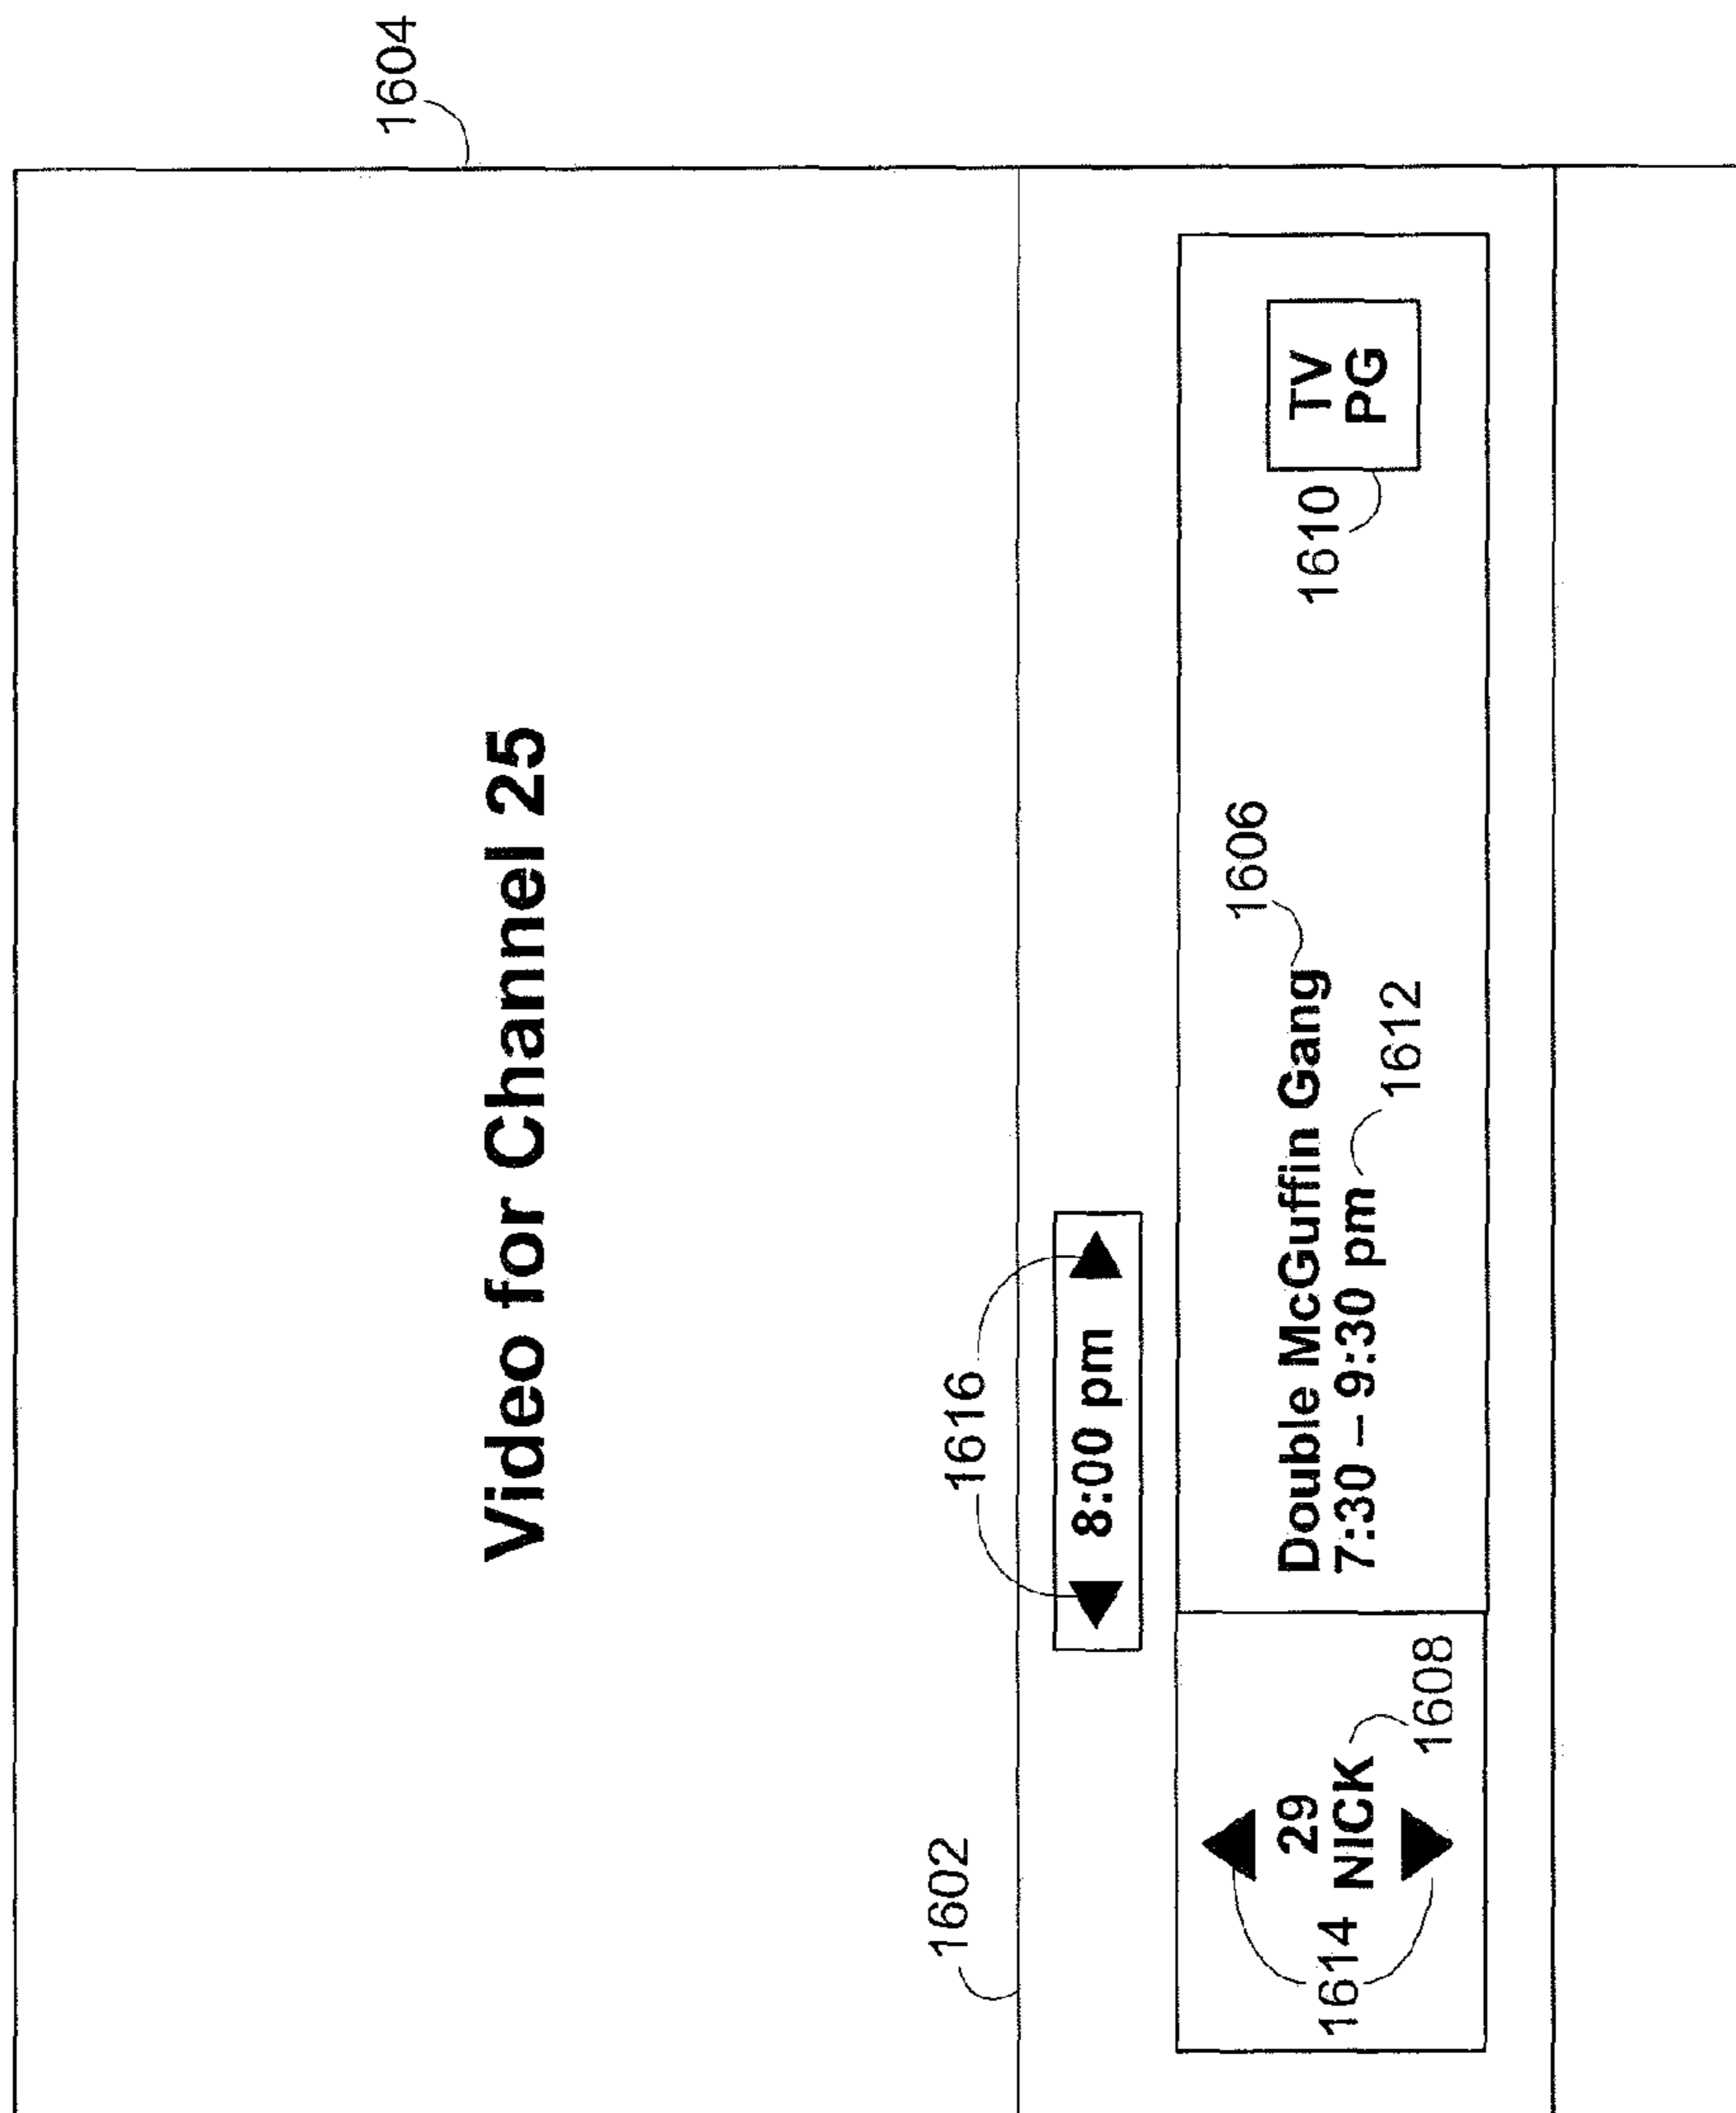 1604
Video for Channel 25
1602
1616
8:00 pm
1606
29
NICK
1614
1608
Double McGuffin Gang
7:30 – 9:30 pm
1612
1610
TV
PG